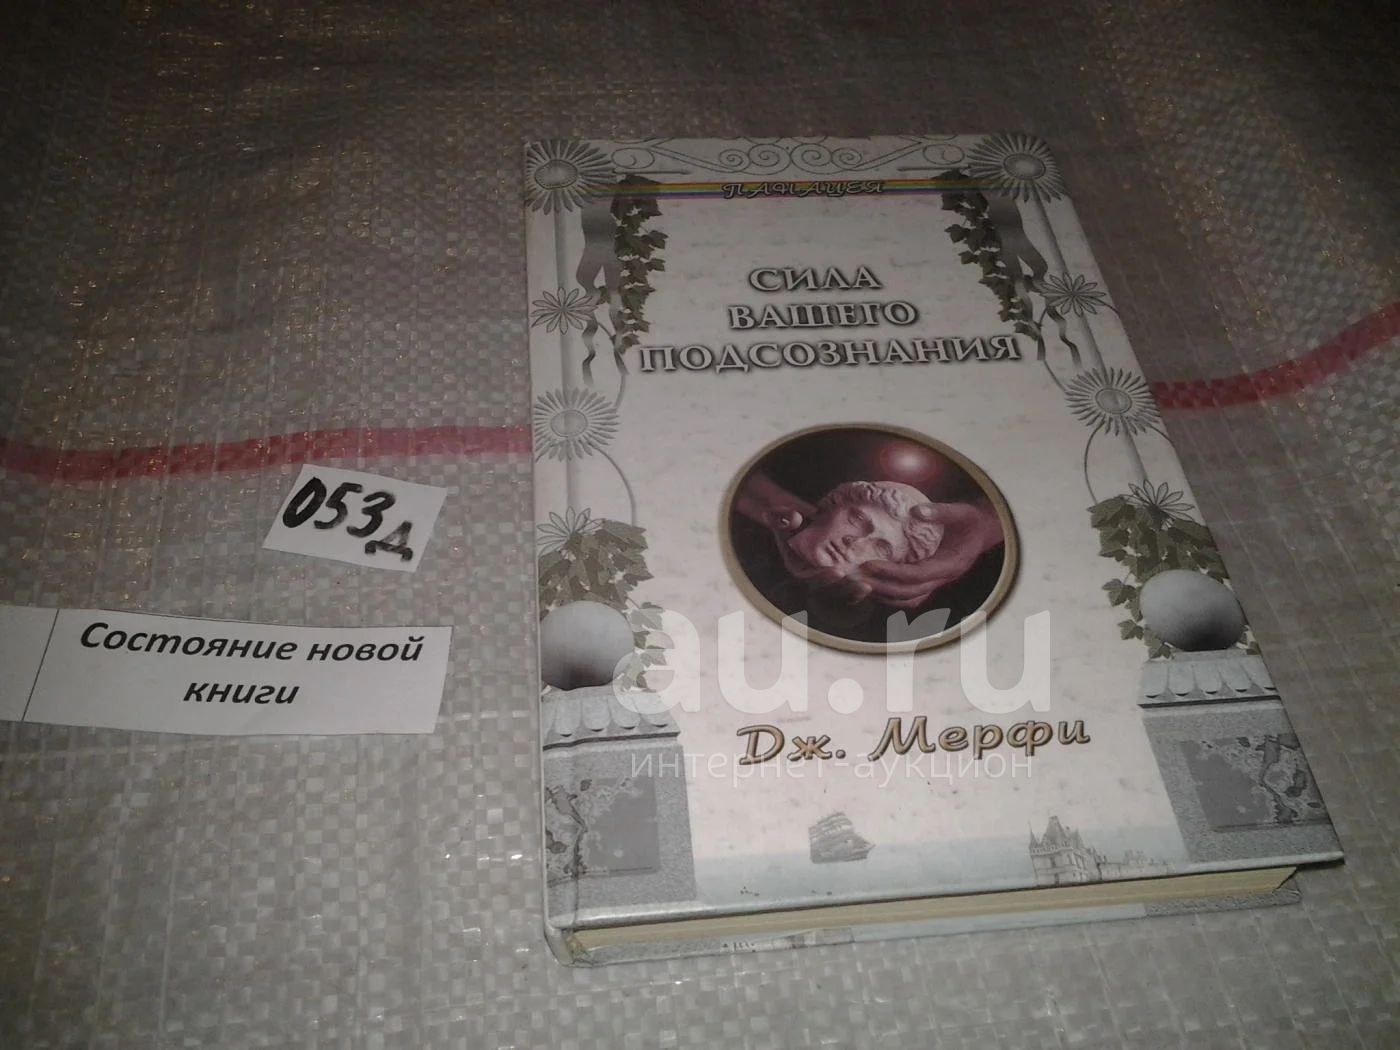 ПАНАЦЕЯ
СИЛА
ВАШЕГО
ПОДСОЗНАНИЯ
053д
Состояние новой
книги
au.ru
Дж. Мерфи
интернет-аукцион